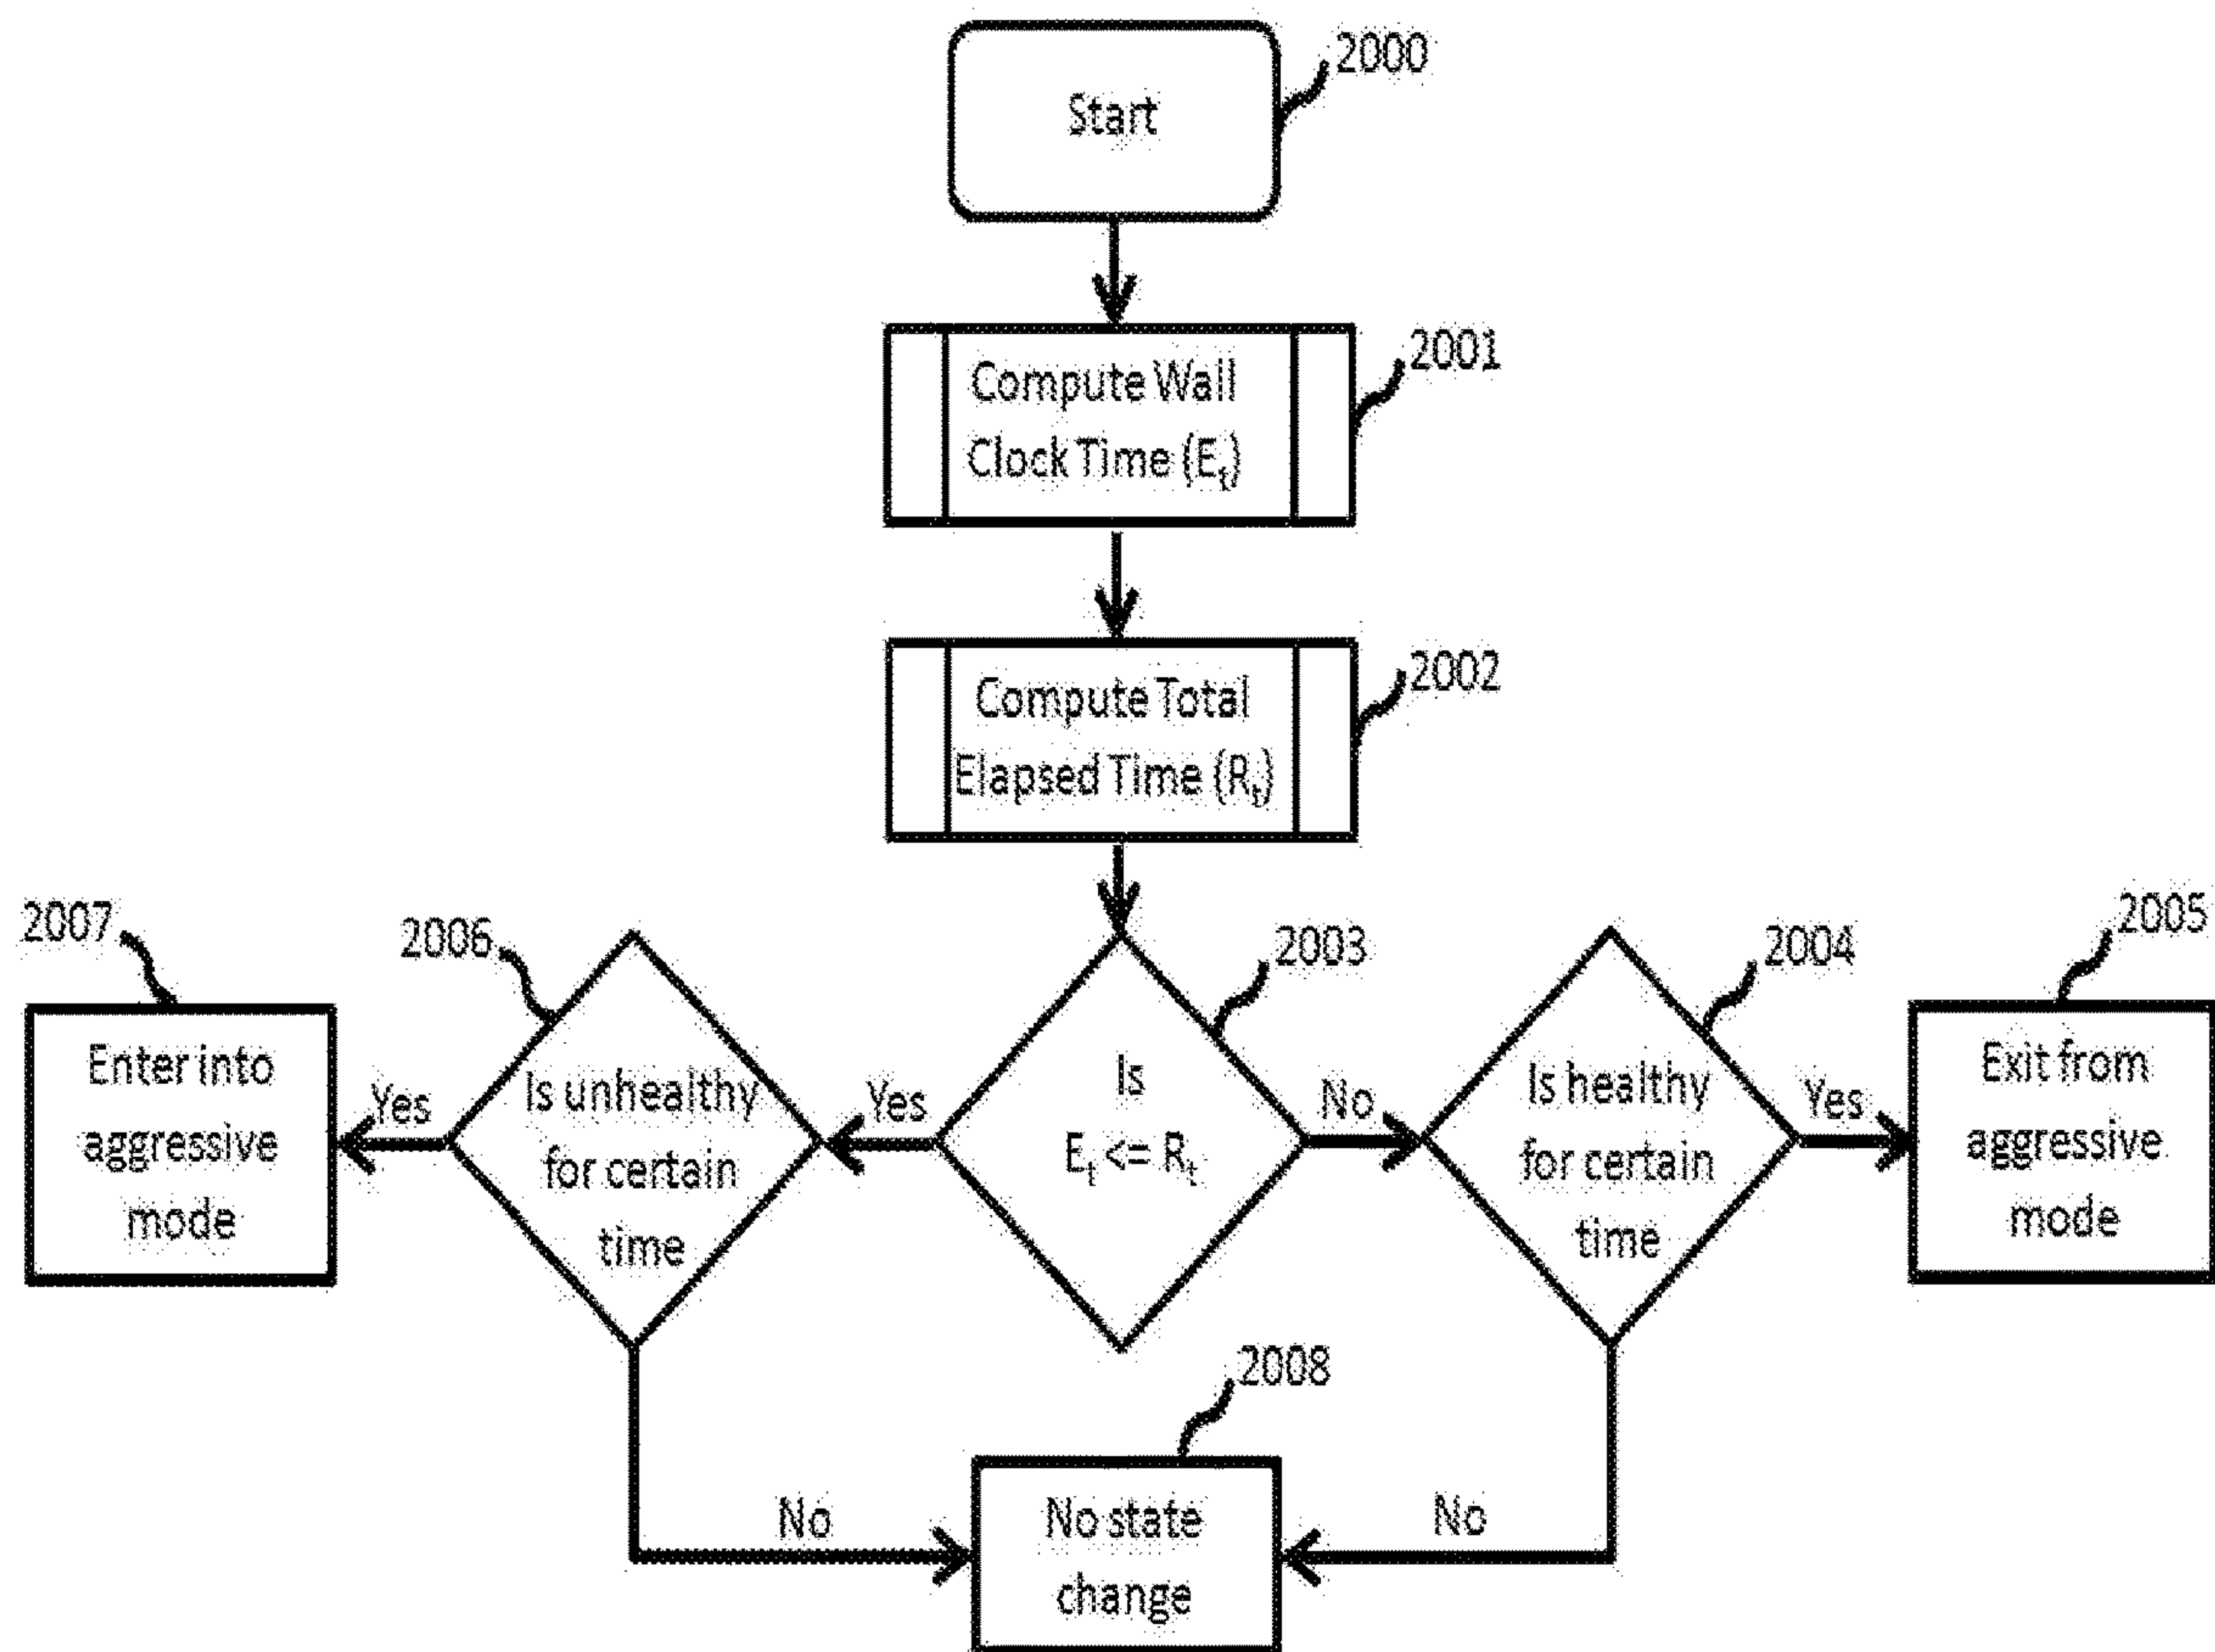 Start
2000
Compute Wall
Clock Time (Et)
2001
Compute Total
Elapsed Time (Rt)
2002
2007
2006
2003
2004
2005
Enter into
aggressive
mode
Yes
Is unhealthy
for certain
time
Yes
Is
Et <= Rt
No
Is healthy
for certain
time
Yes
Exit from
aggressive
mode
2008
No
No state
change
No